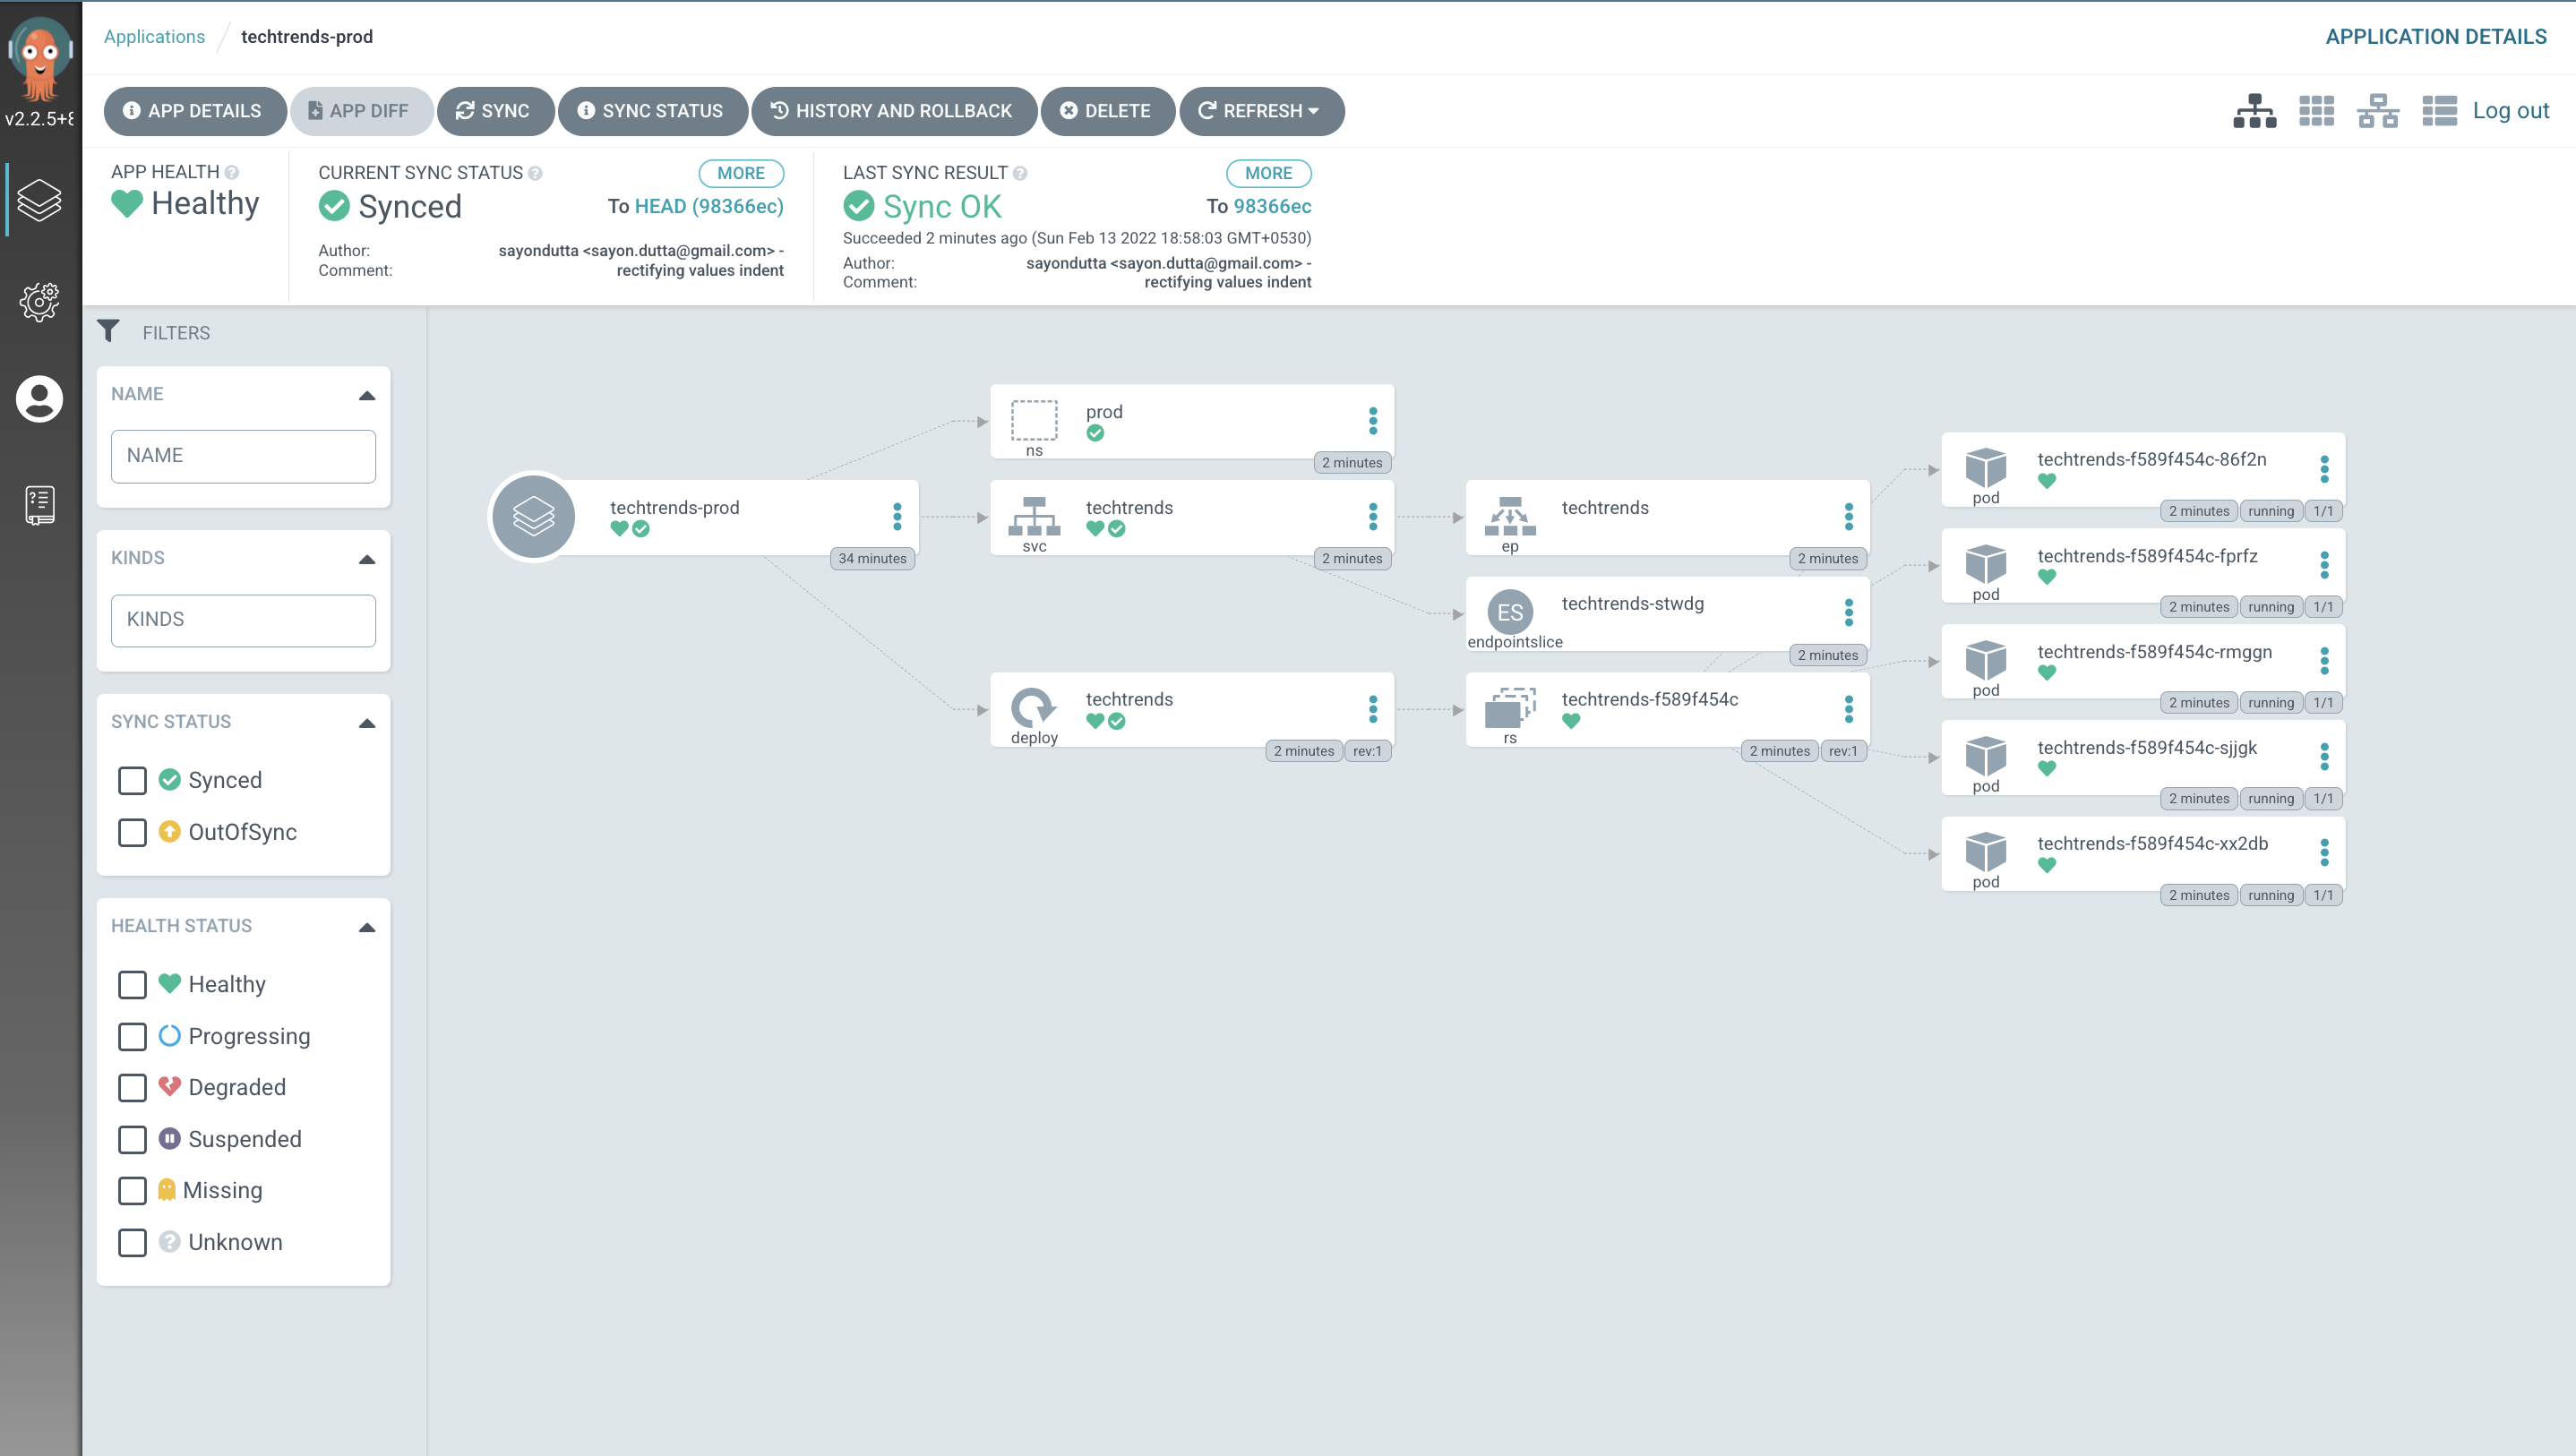 v2.2.5+8
Applications / techtrends-prod
APPLICATION DETAILS
APP DETAILS
APP DIFF
SYNC
SYNC STATUS
HISTORY AND ROLLBACK
DELETE
REFRESH
Log out
APP HEALTH ?
Healthy
CURRENT SYNC STATUS ?
MORE
Synced
To HEAD (98366ec)
Author: sayondutta <sayon.dutta@gmail.com> -
Comment: rectifying values indent
LAST SYNC RESULT ?
MORE
Sync OK
To 98366ec
Succeeded 2 minutes ago (Sun Feb 13 2022 18:58:03 GMT+0530)
Author: sayondutta <sayon.dutta@gmail.com> -
Comment: rectifying values indent
FILTERS
NAME
NAME
KINDS
KINDS
SYNC STATUS
Synced
OutOfSync
HEALTH STATUS
Healthy
Progressing
Degraded
Suspended
Missing
Unknown
techtrends-prod
34 minutes
prod
ns
2 minutes
techtrends
svc
2 minutes
techtrends
deploy
2 minutes rev:1
techtrends
ep
2 minutes
ES
techtrends-stwdg
endpointslice
2 minutes
techtrends-f589f454c
rs
2 minutes rev:1
techtrends-f589f454c-86f2n
pod
2 minutes running 1/1
techtrends-f589f454c-fprfz
pod
2 minutes running 1/1
techtrends-f589f454c-rmggn
pod
2 minutes running 1/1
techtrends-f589f454c-sjjgk
pod
2 minutes running 1/1
techtrends-f589f454c-xx2db
pod
2 minutes running 1/1